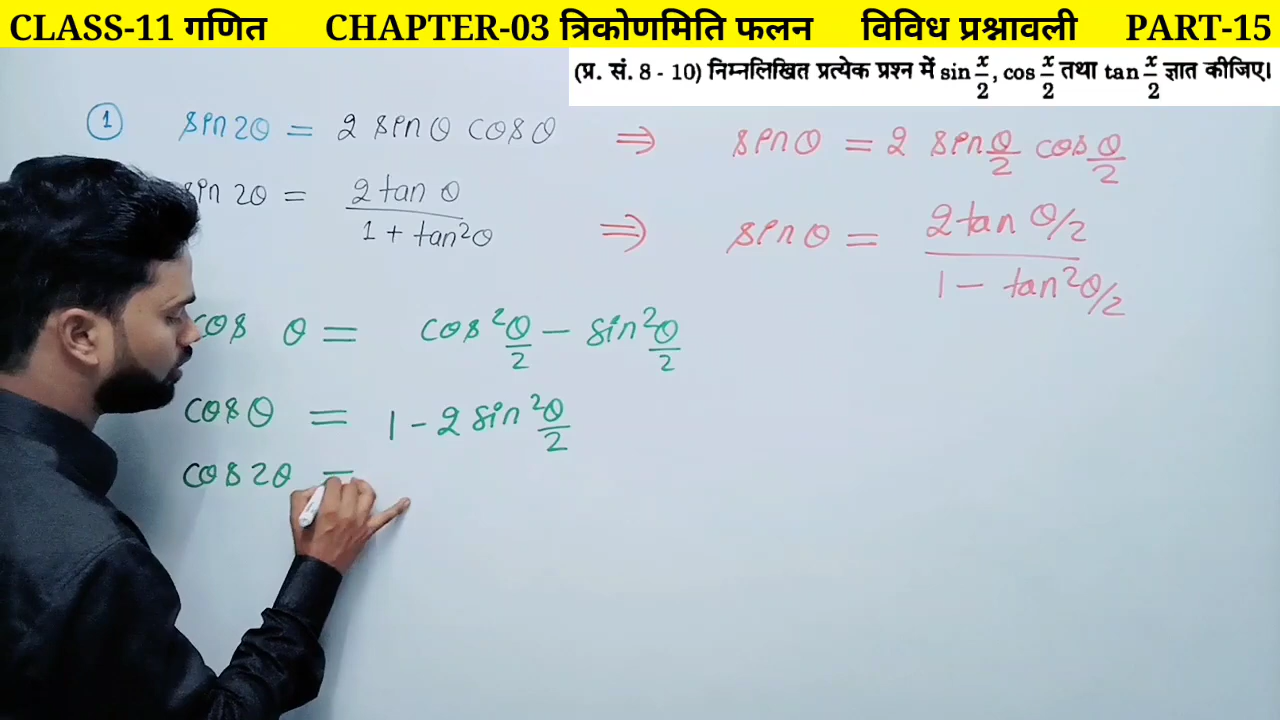 CLASS-11 गणित CHAPTER-03 त्रिकोणमिति फलन विविध प्रश्नावली PART-15
(प्र. सं. 8 - 10) निम्नलिखित प्रत्येक प्रश्न में sin x/2, cos x/2 तथा tan x/2 ज्ञात कीजिए।
① sin 2θ = 2 sin θ cos θ ⇒ sin θ = 2 sin θ/2 cos θ/2
sin 2θ = 2 tan θ / 1 + tan²θ ⇒ sin θ = 2 tan θ/2 / 1 - tan²θ/2
cos θ = cos²θ/2 - sin²θ/2
cos θ = 1 - 2 sin²θ/2
cos 2θ =